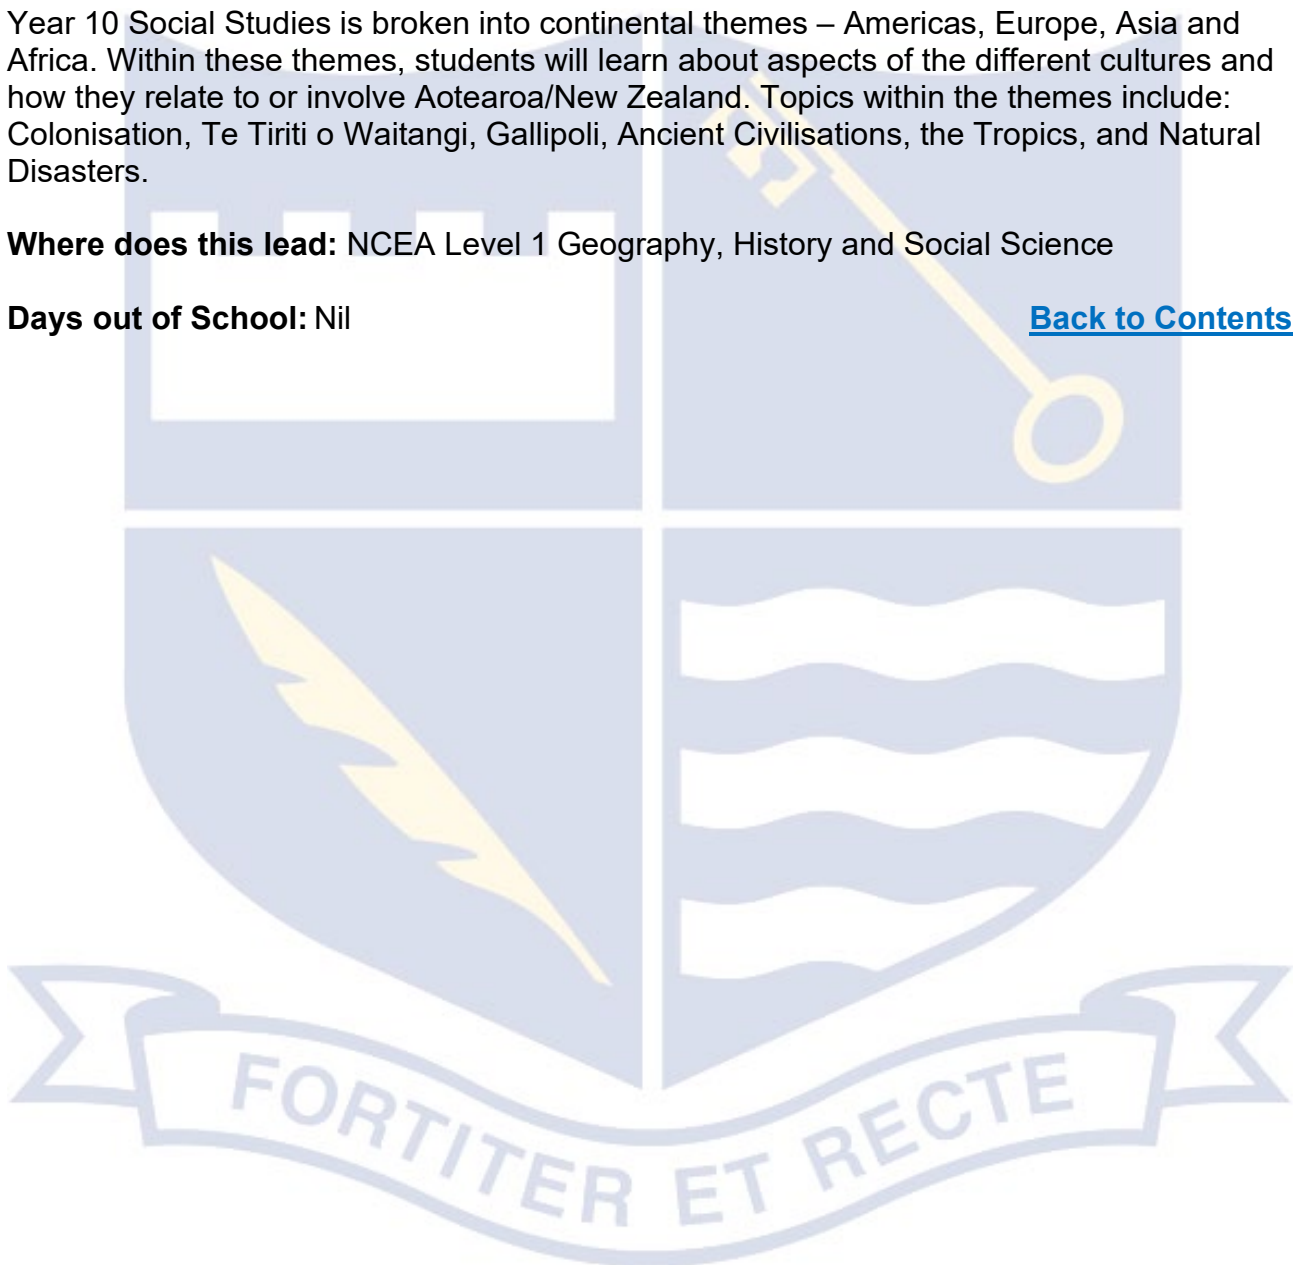 Year 10 Social Studies is broken into continental themes – Americas, Europe, Asia and
Africa. Within these themes, students will learn about aspects of the different cultures and
how they relate to or involve Aotearoa/New Zealand. Topics within the themes include:
Colonisation, Te Tiriti o Waitangi, Gallipoli, Ancient Civilisations, the Tropics, and Natural
Disasters.
Where does this lead: NCEA Level 1 Geography, History and Social Science
Days out of School: Nil Back to Contents
FORTITER ET RECTE